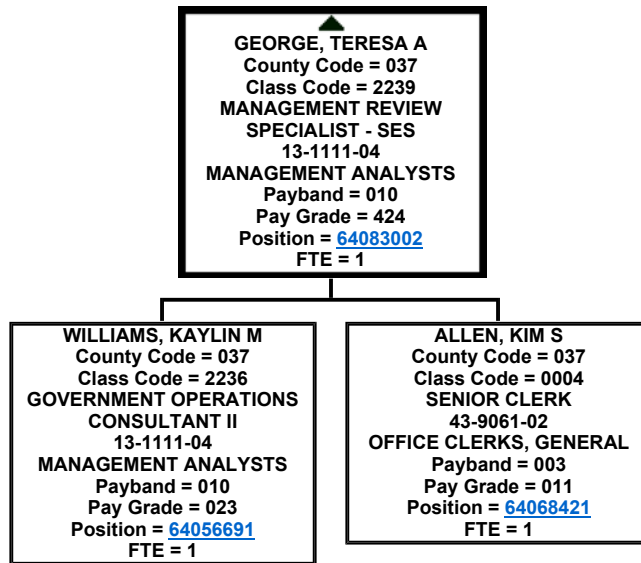 GEORGE, TERESA A
County Code = 037
Class Code = 2239
MANAGEMENT REVIEW
SPECIALIST - SES
13-1111-04
MANAGEMENT ANALYSTS
Payband = 010
Pay Grade = 424
Position = 64083002
FTE = 1
WILLIAMS, KAYLIN M
County Code = 037
Class Code = 2236
GOVERNMENT OPERATIONS
CONSULTANT II
13-1111-04
MANAGEMENT ANALYSTS
Payband = 010
Pay Grade = 023
Position = 64056691
FTE = 1
ALLEN, KIM S
County Code = 037
Class Code = 0004
SENIOR CLERK
43-9061-02
OFFICE CLERKS, GENERAL
Payband = 003
Pay Grade = 011
Position = 64068421
FTE = 1